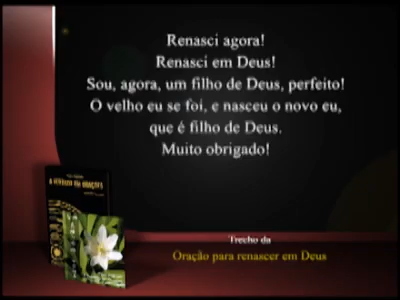 Renasci agora!
Renasci em Deus!
Sou, agora, um filho de Deus, perfeito!
O velho eu se foi, e nasceu o novo eu,
que é filho de Deus.
Muito obrigado!
Trecho da
Oração para renascer em Deus